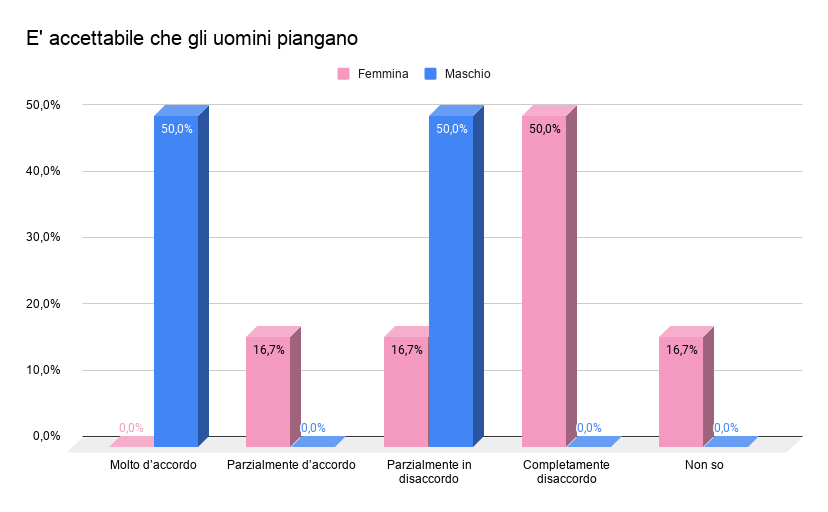 E' accettabile che gli uomini piangano
Femmina
Maschio
50,0%
40,0%
30,0%
20,0%
10,0%
0,0%
0,0%
50,0%
16,7%
0,0%
16,7%
50,0%
50,0%
0,0%
16,7%
0,0%
Molto d’accordo
Parzialmente d’accordo
Parzialmente in
disaccordo
Completamente
disaccordo
Non so